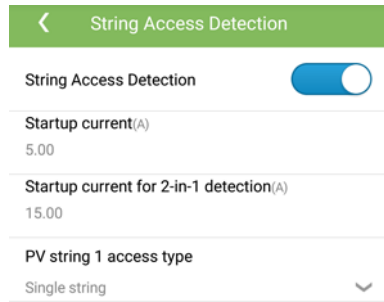 String Access Detection
String Access Detection
Startup current(A)
5.00
Startup current for 2-in-1 detection(A)
15.00
PV string 1 access type
Single string